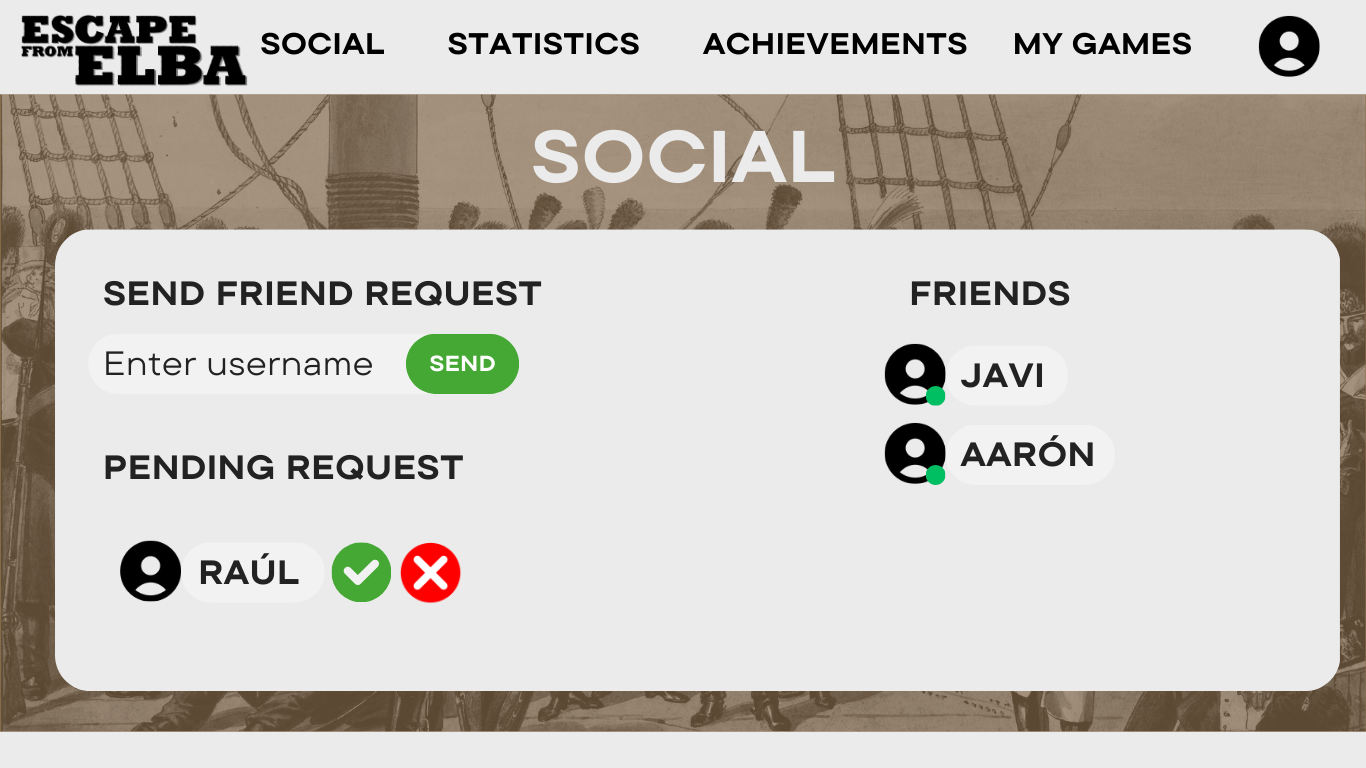 ESCAPE
FROM ELBA
SOCIAL STATISTICS ACHIEVEMENTS MY GAMES
SOCIAL
SEND FRIEND REQUEST
Enter username SEND
PENDING REQUEST
RAÚL
FRIENDS
JAVI
AARÓN